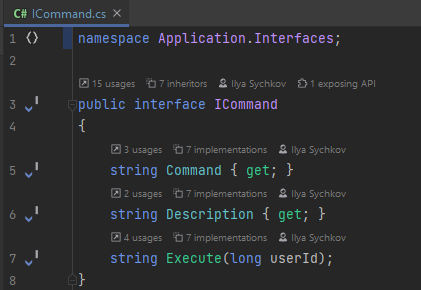 C# ICommand.cs ×
1 <> namespace Application.Interfaces;
2
15 usages 7 inheritors Ilya Sychkov 1 exposing API
3 public interface ICommand
4 {
3 usages 7 implementations Ilya Sychkov
5 string Command { get; }
2 usages 7 implementations Ilya Sychkov
6 string Description { get; }
4 usages 7 implementations Ilya Sychkov
7 string Execute(long userId);
8 }